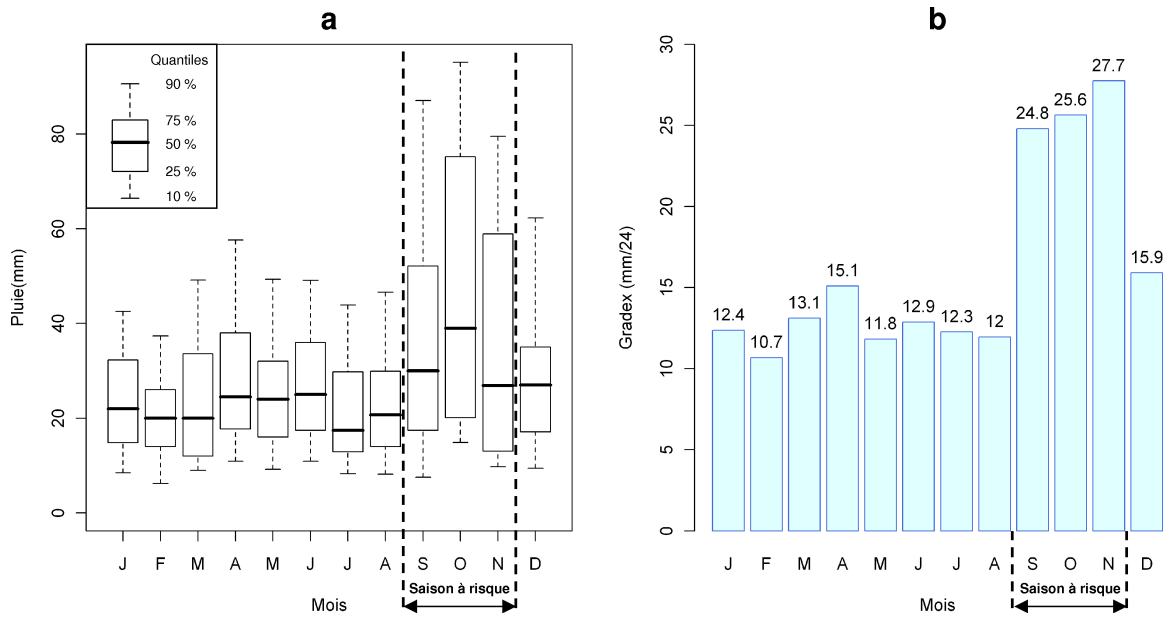 a
Quantiles
90 %
75 %
50 %
25 %
10 %
Pluie(mm)
80
60
40
20
0
J F M A M J J A S O N D
Saison à risque
Mois
b
Gradex (mm/24)
30
25
20
15
10
5
0
12.4 10.7 13.1 15.1 11.8 12.9 12.3 12 24.8 25.6 27.7 15.9
J F M A M J J A S O N D
Saison à risque
Mois